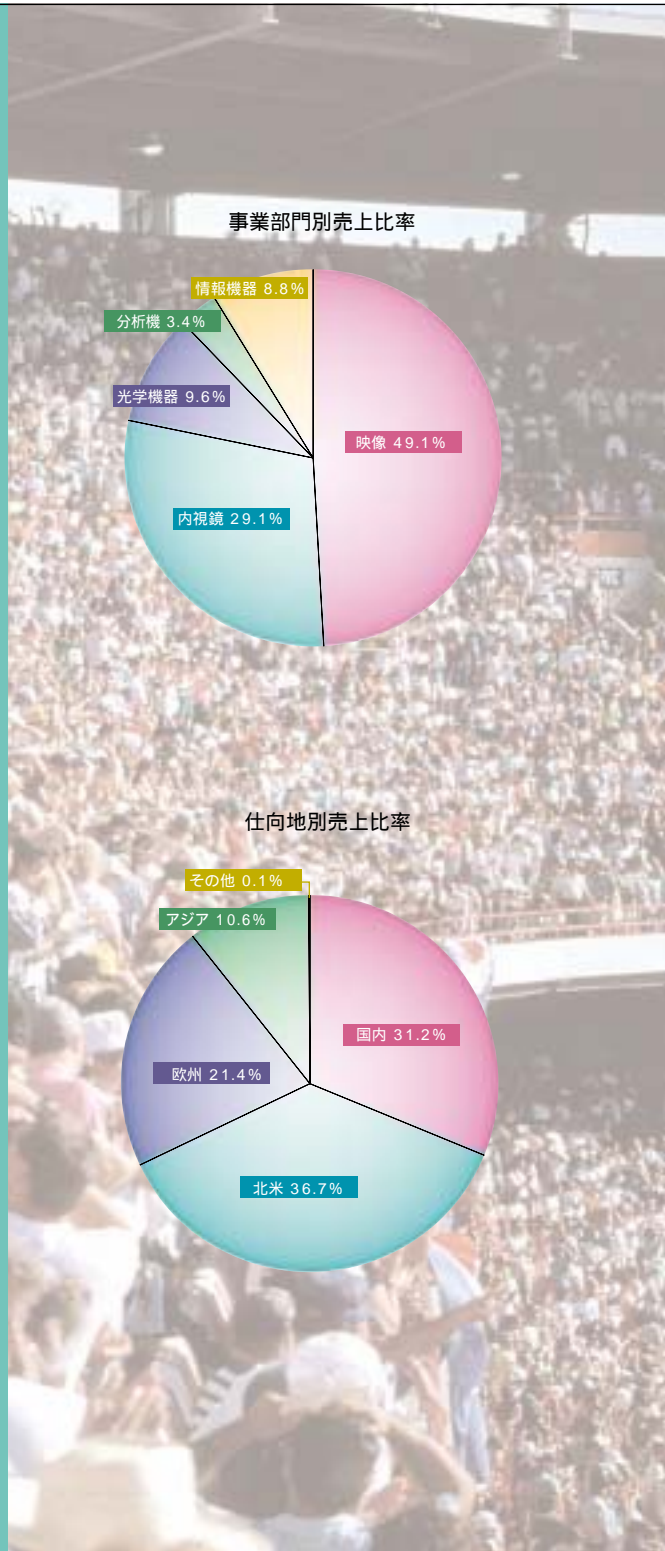 事業部門別売上比率
情報機器 8.8%
分析機 3.4%
光学機器 9.6%
映像 49.1%
内視鏡 29.1%
仕向地別売上比率
その他 0.1%
アジア 10.6%
国内 31.2%
欧州 21.4%
北米 36.7%